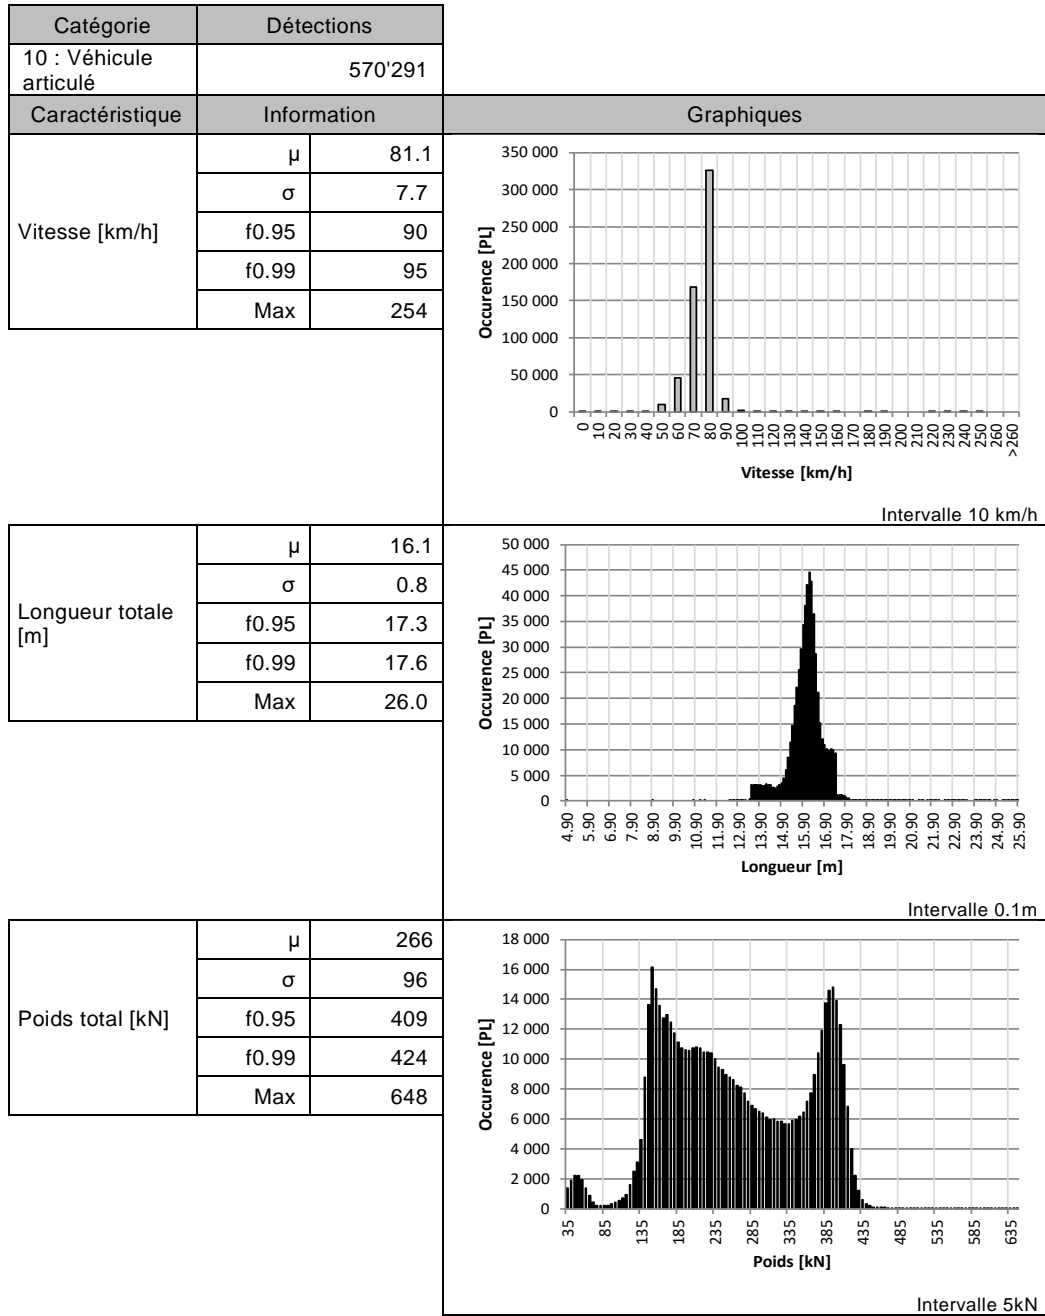 Catégorie Détections
10 : Véhicule
articulé
570'291
Caractéristique Information Graphiques
Vitesse [km/h]
μ 81.1
σ 7.7
f0.95 90
f0.99 95
Max 254
350 000
300 000
250 000
200 000
150 000
100 000
50 000
0
Occurence [PL]
0 10 20 30 40 50 60 70 80 90 100 110 120 130 140 150 160 170 180 190 200 210 220 230 240 250 260 >260
Vitesse [km/h]
Intervalle 10 km/h
Longueur totale
[m]
μ 16.1
σ 0.8
f0.95 17.3
f0.99 17.6
Max 26.0
50 000
45 000
40 000
35 000
30 000
25 000
20 000
15 000
10 000
5 000
0
Occurence [PL]
4.90 5.90 6.90 7.90 8.90 9.90 10.90 11.90 12.90 13.90 14.90 15.90 16.90 17.90 18.90 19.90 20.90 21.90 22.90 23.90 24.90 25.90
Longueur [m]
Intervalle 0.1m
Poids total [kN]
μ 266
σ 96
f0.95 409
f0.99 424
Max 648
18 000
16 000
14 000
12 000
10 000
8 000
6 000
4 000
2 000
0
Occurence [PL]
35 85 135 185 235 285 335 385 435 485 535 585 635
Poids [kN]
Intervalle 5kN